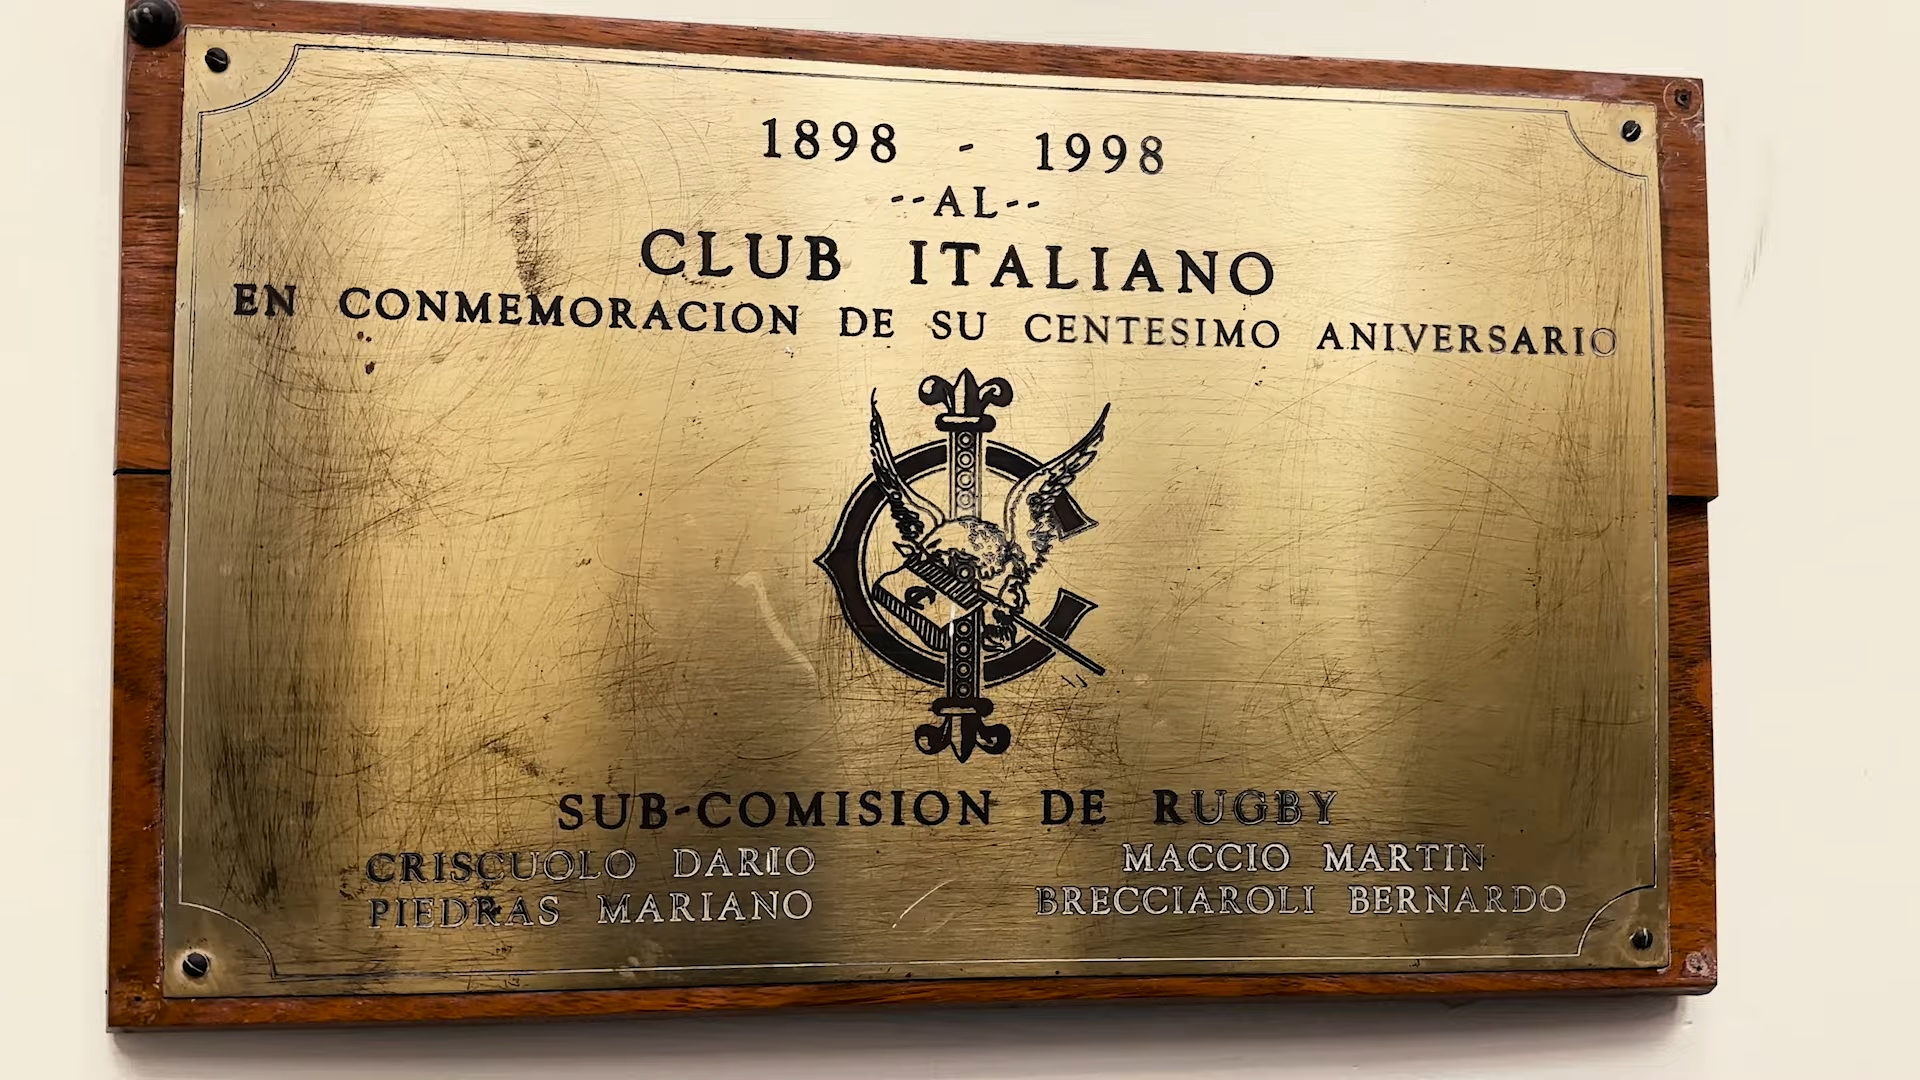 1898 - 1998
--AL--
CLUB ITALIANO
EN CONMEMORACION DE SU CENTESIMO ANIVERSARIO
SUB-COMISION DE RUGBY
CRISCUOLO DARIO MACCIO MARTIN
PIEDRAS MARIANO BRECCIAROLI BERNARDO